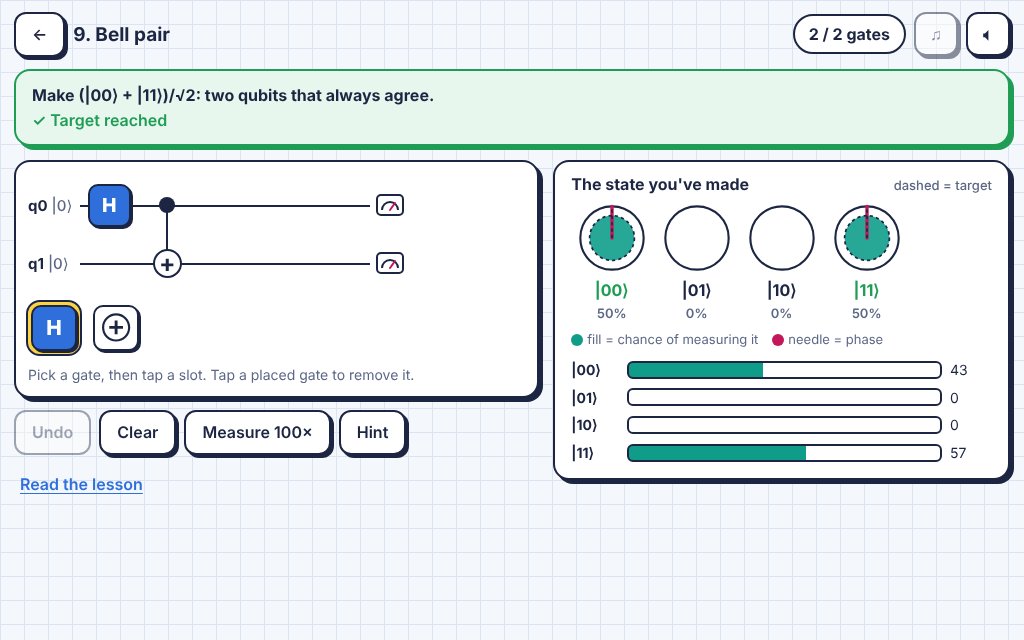 ← 9. Bell pair
2 / 2 gates ♫
Make (|00⟩ + |11⟩)/√2: two qubits that always agree.
✓ Target reached
q0 |0⟩ H
q1 |0⟩ +
H +
Pick a gate, then tap a slot. Tap a placed gate to remove it.
Undo Clear Measure 100× Hint
Read the lesson
The state you've made dashed = target
|00⟩ |01⟩ |10⟩ |11⟩
50% 0% 0% 50%
fill = chance of measuring it needle = phase
|00⟩ 43
|01⟩ 0
|10⟩ 0
|11⟩ 57